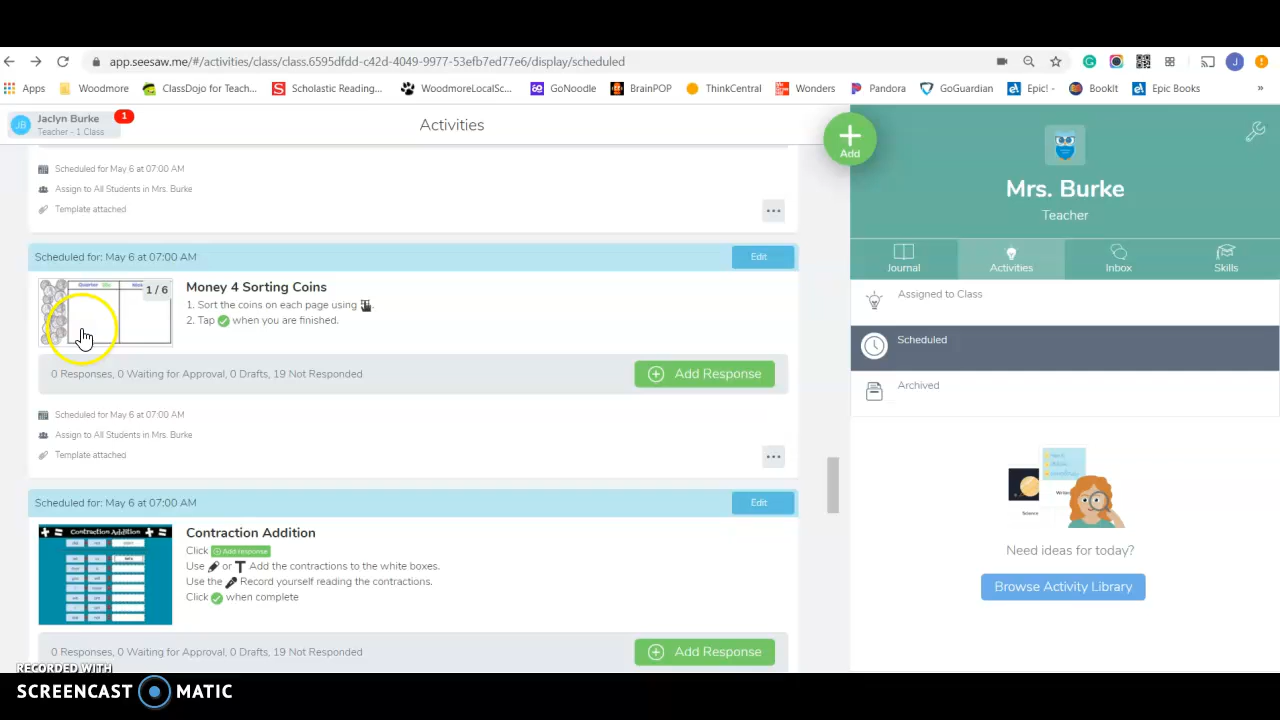 app.seesaw.me/#/activities/class/class.6595dfdd-c42d-4049-9977-53efb7ed77e6/display/scheduled
Apps Woodmore ClassDojo for Teach... Scholastic Reading... WoodmoreLocalSc... GoNoodle BrainPOP ThinkCentral Wonders Pandora GoGuardian Epic! - BookIt Epic Books »
JB Jaclyn Burke 1
Teacher - 1 Class
Activities
Add
Scheduled for May 6 at 07:00 AM
Assign to All Students in Mrs. Burke
Template attached
Scheduled for: May 6 at 07:00 AM Edit
Quarter
1 / 6
Money 4 Sorting Coins
1. Sort the coins on each page using .
2. Tap when you are finished.
0 Responses, 0 Waiting for Approval, 0 Drafts, 19 Not Responded.
Add Response
Scheduled for May 6 at 07:00 AM
Assign to All Students in Mrs. Burke
Template attached
Scheduled for: May 6 at 07:00 AM Edit
Contraction Addition
Contraction Addition
Click Add response
Use or T Add the contractions to the white boxes.
Use the Record yourself reading the contractions.
Click when complete
0 Responses, 0 Waiting for Approval, 0 Drafts, 19 Not Responded
Add Response
Mrs. Burke
Teacher
Journal Activities Inbox Skills
Assigned to Class
Scheduled
Archived
Need ideas for today?
Browse Activity Library
J
RECORDED WITH
SCREENCAST MATIC